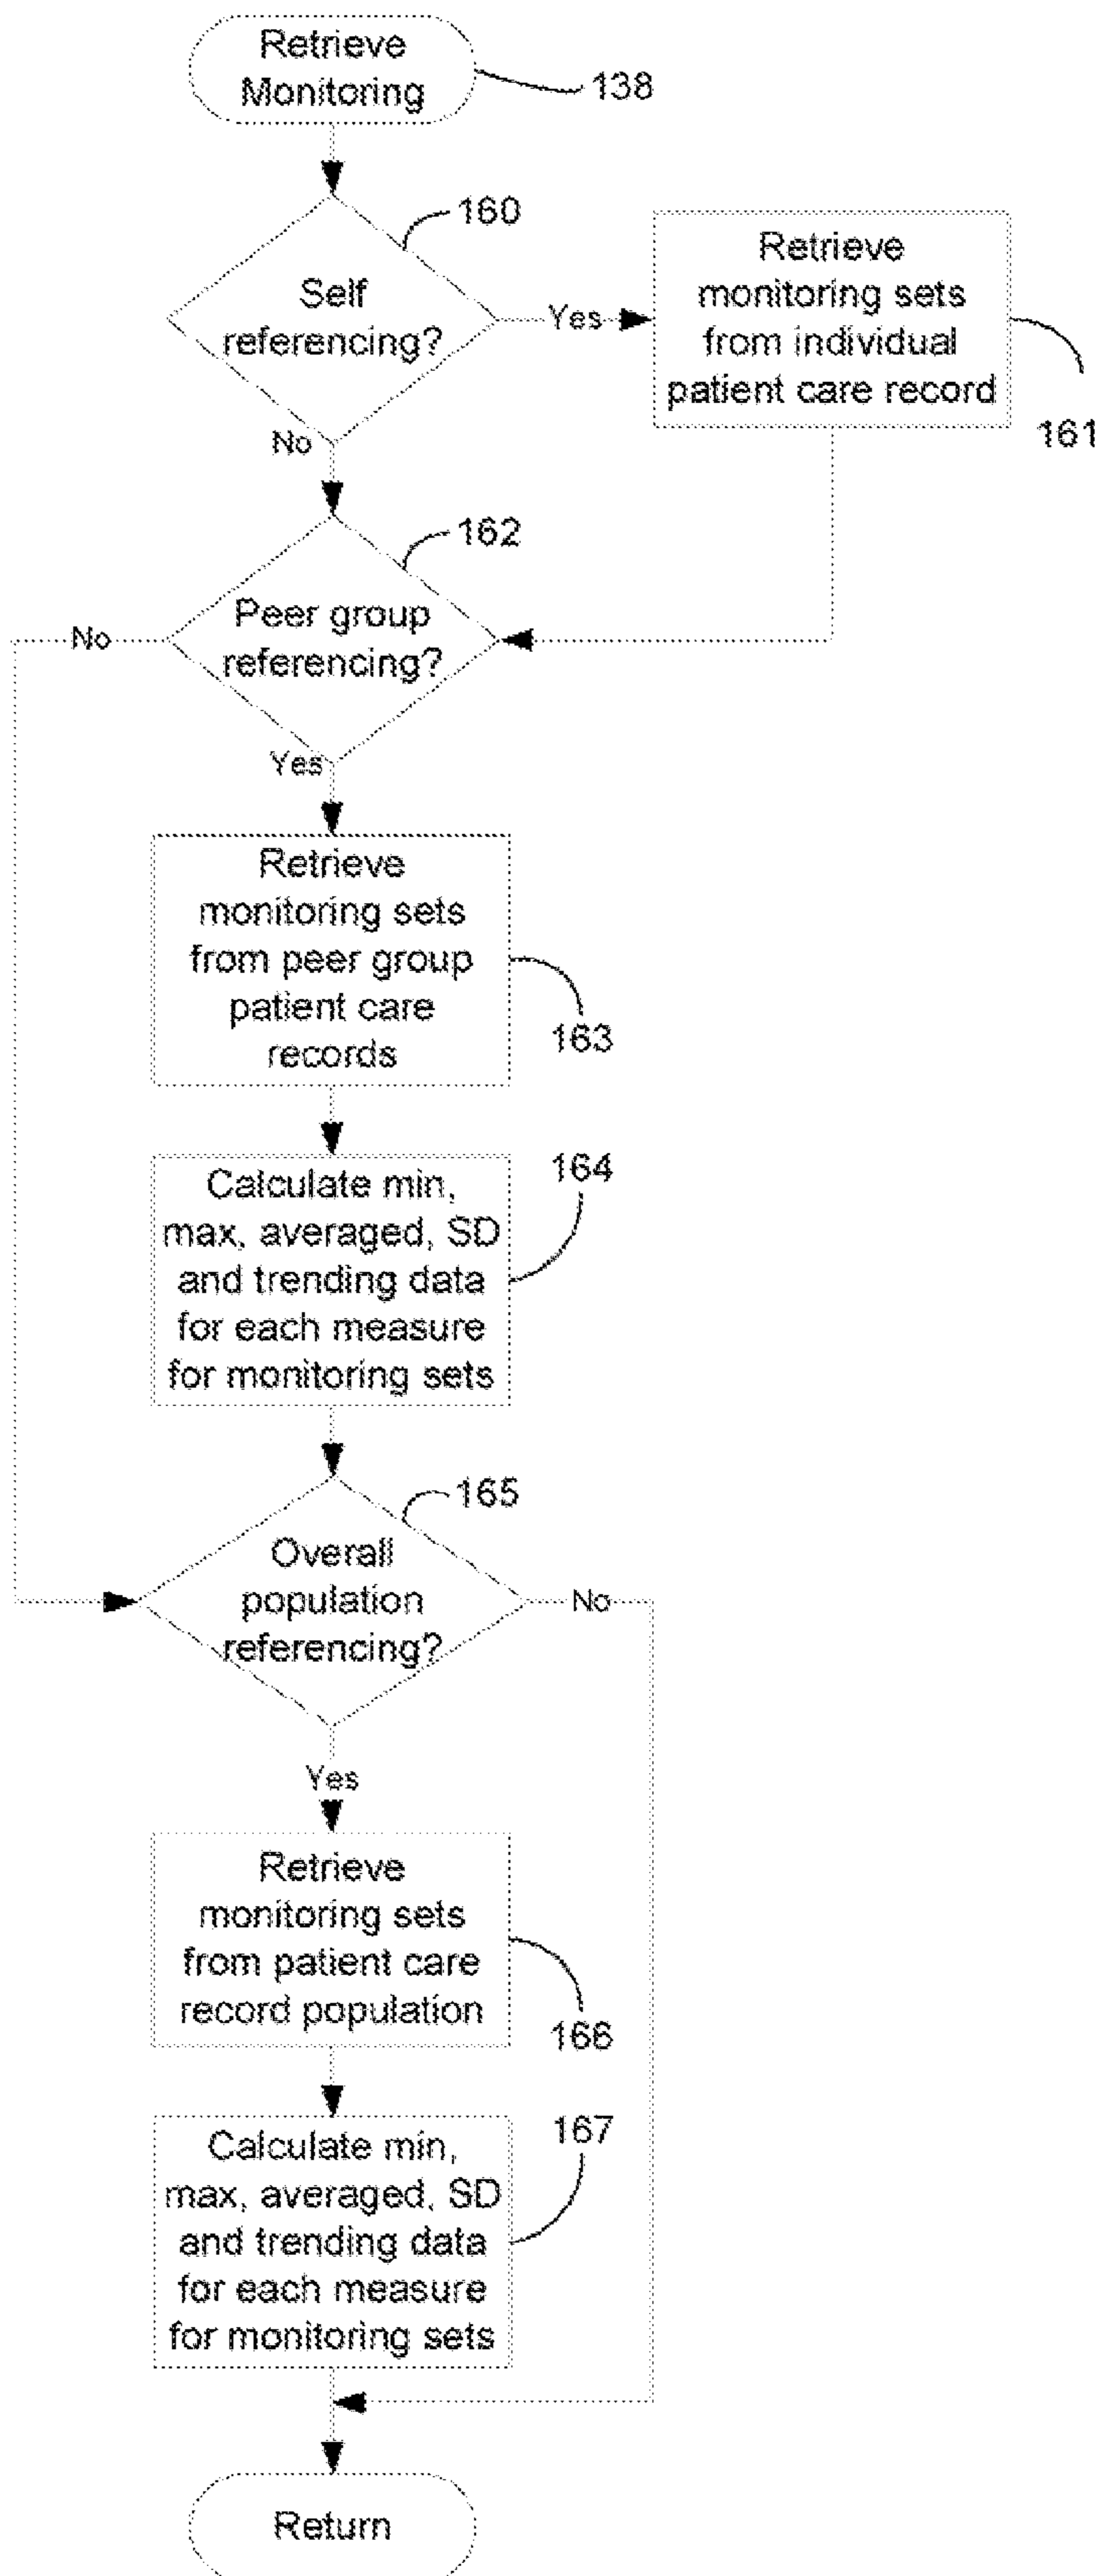 Retrieve
Monitoring
138
160
Self
referencing?
Yes
Retrieve
monitoring sets
from individual
patient care record
161
No
162
Peer group
referencing?
No
Yes
Retrieve
monitoring sets
from peer group
patient care
records
163
Calculate min,
max, averaged, SD
and trending data
for each measure
for monitoring sets
164
165
Overall
population
referencing?
No
Yes
Retrieve
monitoring sets
from patient care
record population
166
Calculate min,
max, averaged, SD
and trending data
for each measure
for monitoring sets
167
Return